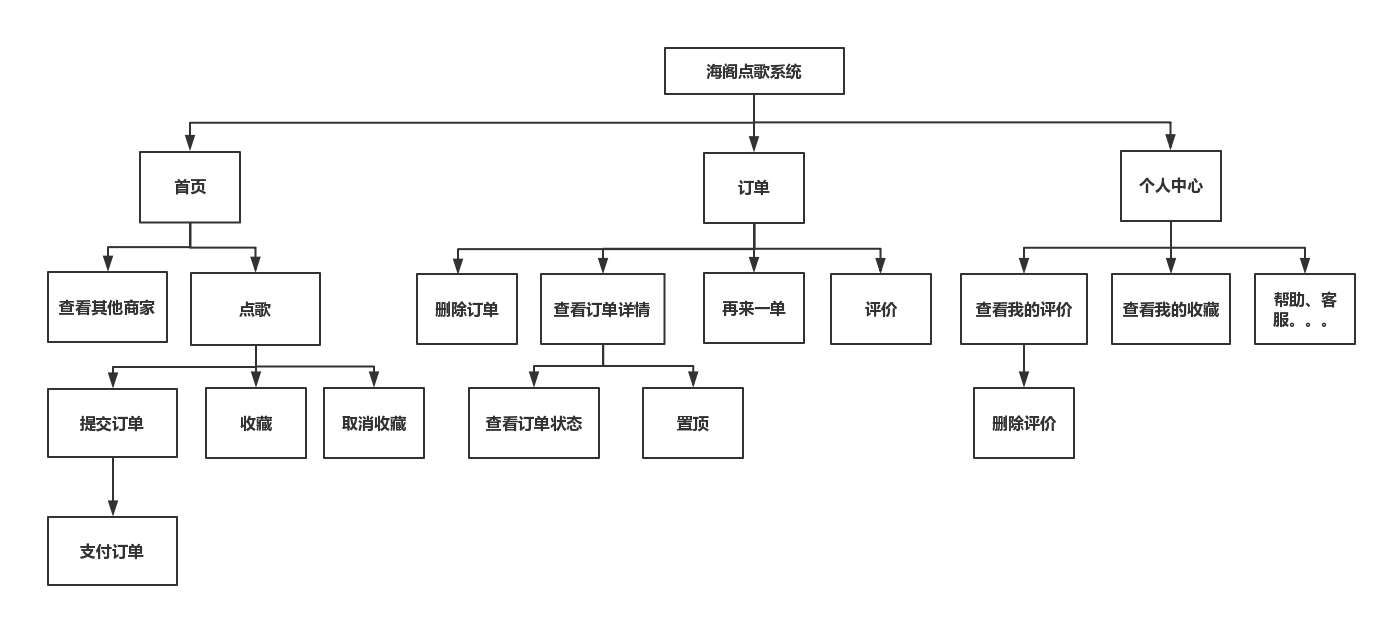 海阁点歌系统
首页
订单
个人中心
查看其他商家
点歌
删除订单
查看订单详情
再来一单
评价
查看我的评价
查看我的收藏
帮助、客
服。。。
提交订单
收藏
取消收藏
查看订单状态
置顶
删除评价
支付订单